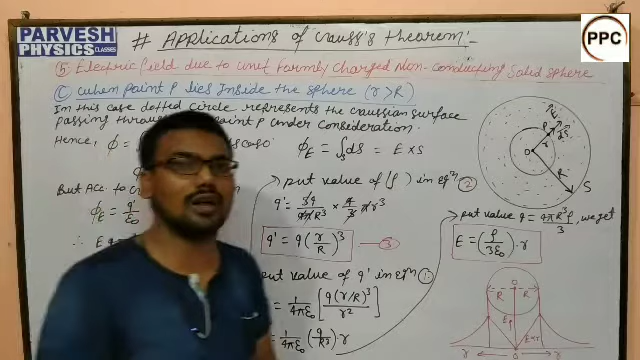 PARVESH
PHYSICS CLASSES
# Applications of Gauss's theorem:-
PPC
⑤ Electric field due to uniformly Charged Non-conducting Solid sphere
Ⓒ when point P lies Inside the sphere (r > R)
In this case dotted Circle represents the Gaussian surface
passing through point P under Consideration.
Hence, ϕ = cos0
ϕE = ∫ds = E × S
But Acc. to
ϕE = q'/ε0
∴ E
put value of (ρ) in eqn ②
q' = 3q/4πR³ × 4/3 πr³
q' = q(r/R)³ — ③
put value of q' in eqn ①
= 1/4πε0 [q(r/R)³/r²]
= 1/4πε0 (q/R³)·r
put value q = 4πR³ρ/3, we get
E = (ρ/3ε0)·r
E
P
ds
r
O
R
S
O
R
R
E
E∝r
r
O
r